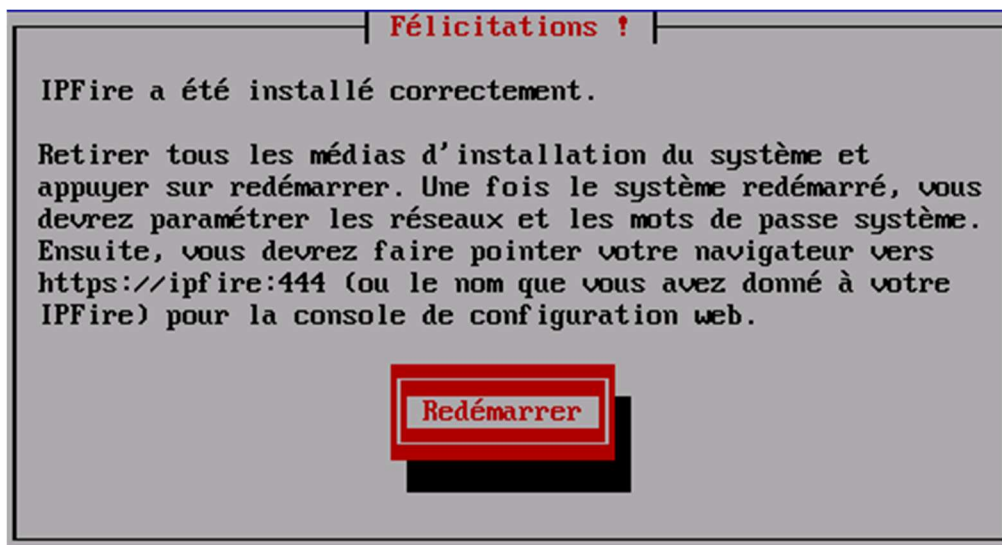 Félicitations !
IPFire a été installé correctement.
Retirer tous les médias d'installation du système et
appuyer sur redémarrer. Une fois le système redémarré, vous
devrez paramétrer les réseaux et les mots de passe système.
Ensuite, vous devrez faire pointer votre navigateur vers
https://ipfire:444 (ou le nom que vous avez donné à votre
IPFire) pour la console de configuration web.
Redémarrer